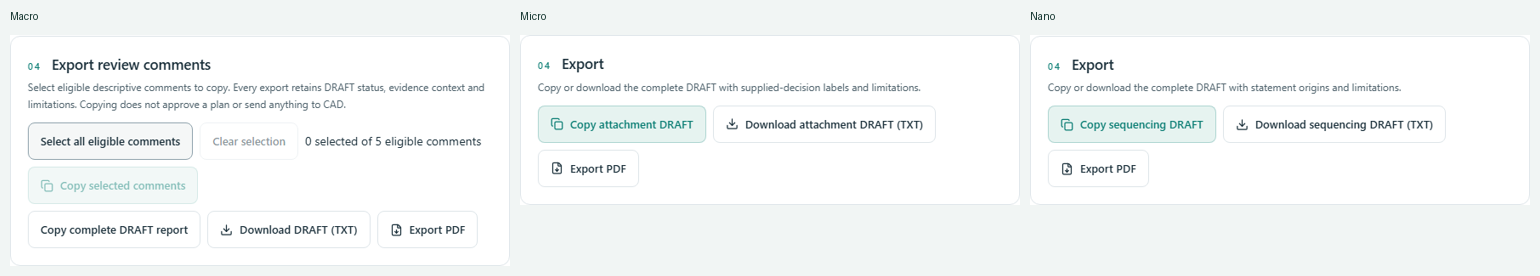 Macro
04 Export review comments
Select eligible descriptive comments to copy. Every export retains DRAFT status, evidence context and
limitations. Copying does not approve a plan or send anything to CAD.
Select all eligible comments
Clear selection
0 selected of 5 eligible comments
Copy selected comments
Copy complete DRAFT report
Download DRAFT (TXT)
Export PDF
Micro
04 Export
Copy or download the complete DRAFT with supplied-decision labels and limitations.
Copy attachment DRAFT
Download attachment DRAFT (TXT)
Export PDF
Nano
04 Export
Copy or download the complete DRAFT with statement origins and limitations.
Copy sequencing DRAFT
Download sequencing DRAFT (TXT)
Export PDF